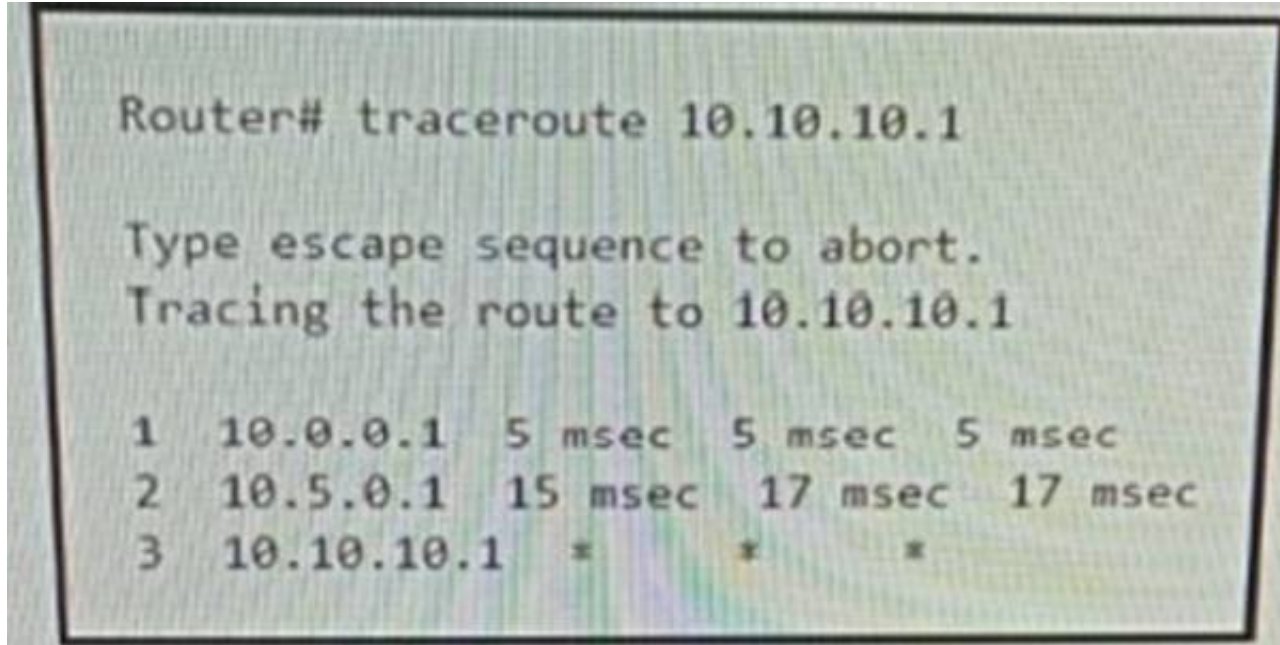 Router# traceroute 10.10.10.1
Type escape sequence to abort.
Tracing the route to 10.10.10.1
1 10.0.0.1 5 msec 5 msec 5 msec
2 10.5.0.1 15 msec 17 msec 17 msec
3 10.10.10.1 * * *